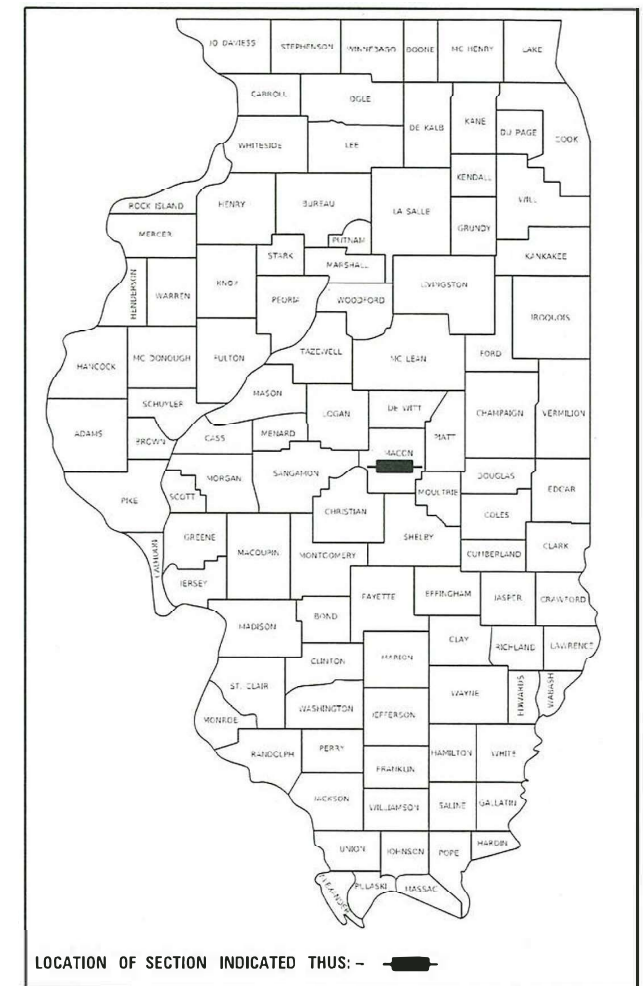 JO DAVIESS STEPHENSON WINNEBAGO BOONE MC HENRY LAKE
CARROLL OGLE DE KALB KANE DU PAGE COOK
WHITESIDE LEE KENDALL
ROCK ISLAND HENRY BUREAU LA SALLE WILL
MERCER PUTNAM GRUNDY
STARK MARSHALL KANKAKEE
HENDERSON WARREN KNOX PEORIA WOODFORD LIVINGSTON IROQUOIS
HANCOCK MC DONOUGH FULTON TAZEWELL MC LEAN FORD
SCHUYLER MASON LOGAN DE WITT CHAMPAIGN VERMILION
ADAMS BROWN CASS MENARD PIATT
MACON
PIKE SCOTT MORGAN SANGAMON MOULTRIE DOUGLAS EDGAR
CHRISTIAN COLES
CALHOUN GREENE MACOUPIN MONTGOMERY SHELBY CUMBERLAND CLARK
JERSEY FAYETTE EFFINGHAM JASPER CRAWFORD
MADISON BOND
CLINTON MARION CLAY RICHLAND LAWRENCE
ST. CLAIR WAYNE EDWARDS WABASH
MONROE WASHINGTON JEFFERSON
RANDOLPH PERRY HAMILTON WHITE
FRANKLIN
JACKSON WILLIAMSON SALINE GALLATIN
UNION JOHNSON POPE HARDIN
ALEXANDER PULASKI MASSAC
LOCATION OF SECTION INDICATED THUS: -